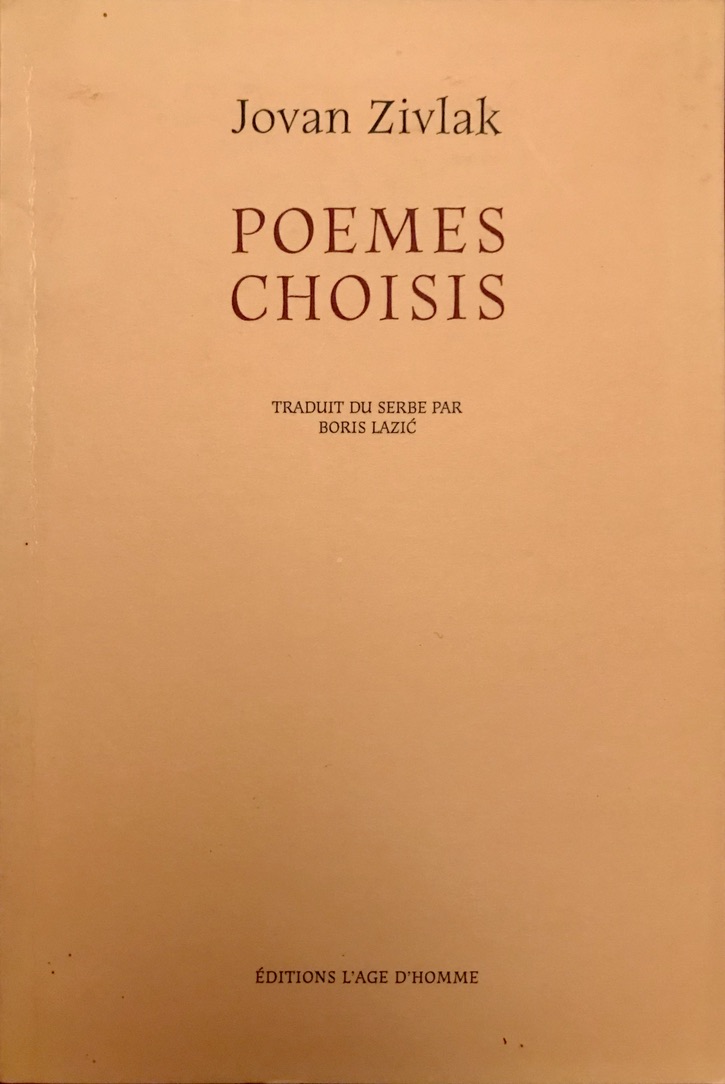 Jovan Zivlak
POEMES
CHOISIS
TRADUIT DU SERBE PAR
BORIS LAZIĆ
ÉDITIONS L'AGE D'HOMME